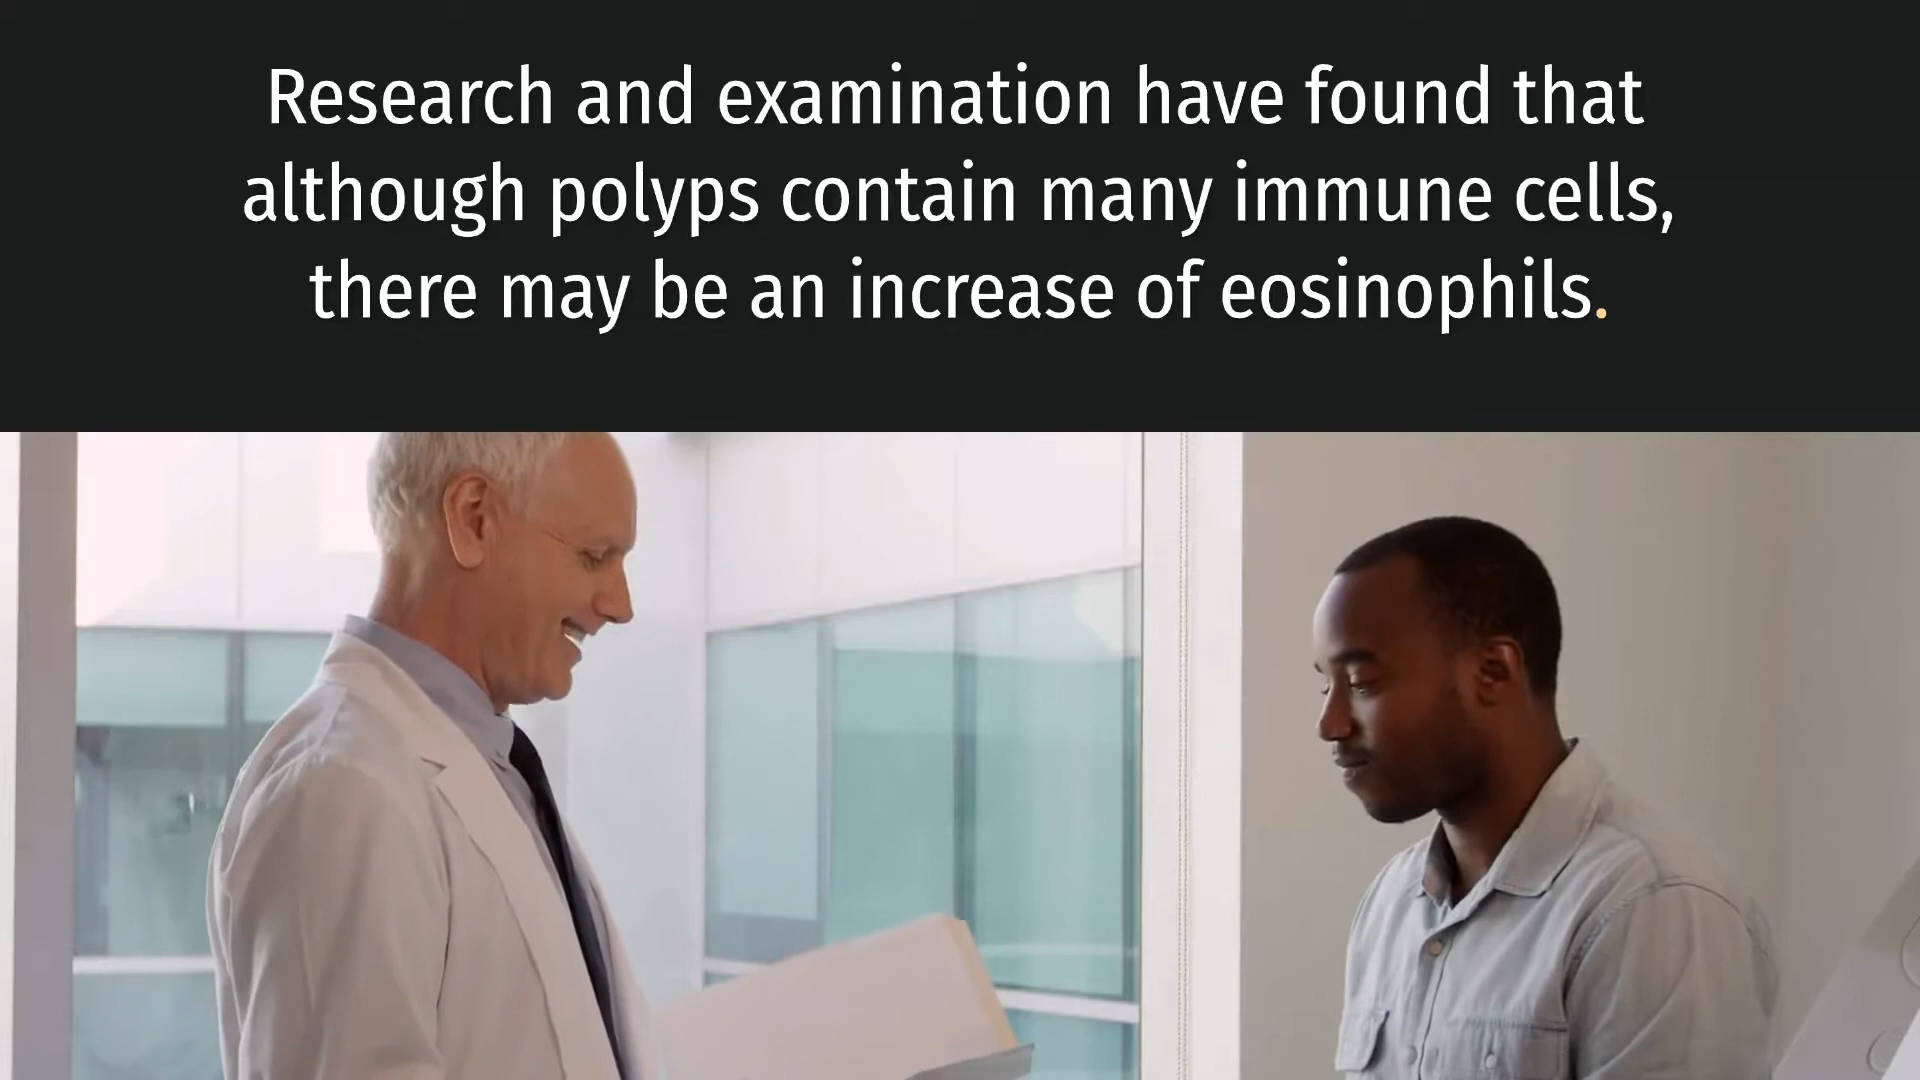 Research and examination have found that
although polyps contain many immune cells,
there may be an increase of eosinophils.